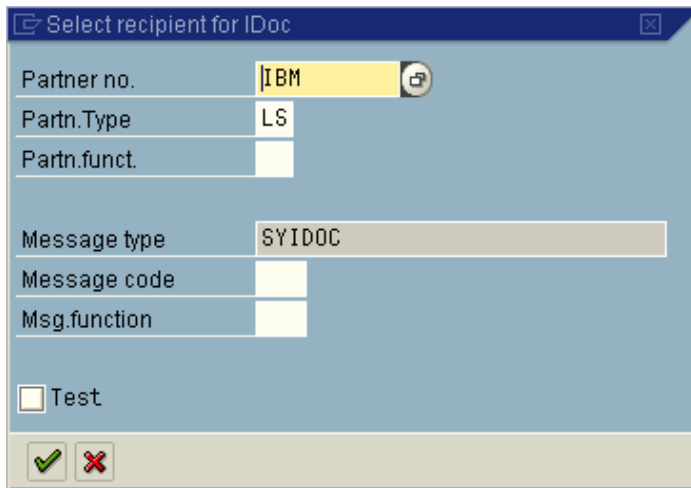 Select recipient for IDoc
Partner no. IBM
Partn.Type LS
Partn.funct.
Message type SYIDOC
Message code
Msg.function
Test